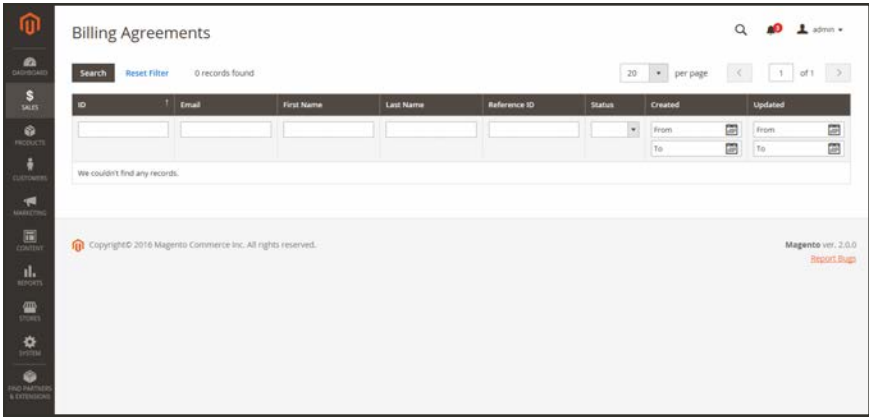 Billing Agreements
admin
Search Reset Filter 0 records found 20 per page 1 of 1
ID Email First Name Last Name Reference ID Status Created Updated
From From
To To
We couldn't find any records.
DASHBOARD
SALES
PRODUCTS
CUSTOMERS
MARKETING
CONTENT
REPORTS
STORES
SYSTEM
FIND PARTNERS
& EXTENSIONS
Copyright© 2016 Magento Commerce Inc. All rights reserved.
Magento ver. 2.0.0
Report Bugs